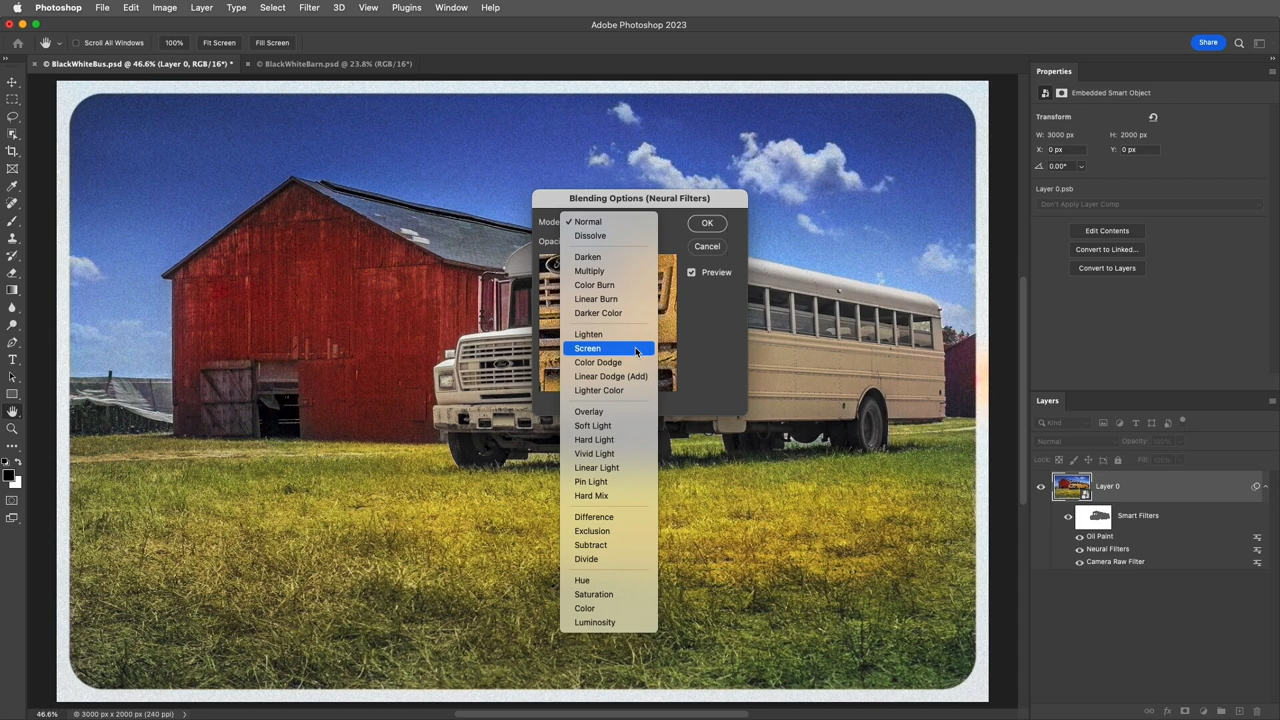 Photoshop File Edit Image Layer Type Select Filter 3D View Plugins Window Help
Adobe Photoshop 2023
Scroll All Windows 100% Fit Screen Fill Screen Share
© BlackWhiteBus.psd @ 46.6% (Layer 0, RGB/16*) * © BlackWhiteBarn.psd @ 23.8% (RGB/16*)
Properties
Embedded Smart Object
Transform
W: 3000 px H: 2000 px
X: 0 px Y: 0 px
0.00°
Layer 0.psb
Don't Apply Layer Comp
Edit Contents
Convert to Linked...
Convert to Layers
Blending Options (Neural Filters)
Mode
Opaci
OK
Cancel
Preview
✓ Normal
Dissolve
Darken
Multiply
Color Burn
Linear Burn
Darker Color
Lighten
Screen
Color Dodge
Linear Dodge (Add)
Lighter Color
Overlay
Soft Light
Hard Light
Vivid Light
Linear Light
Pin Light
Hard Mix
Difference
Exclusion
Subtract
Divide
Hue
Saturation
Color
Luminosity
Layers
Kind
Normal Opacity: 100%
Lock: Fill: 100%
Layer 0
Smart Filters
Oil Paint
Neural Filters
Camera Raw Filter
46.6% © 3000 px x 2000 px (240 ppi)